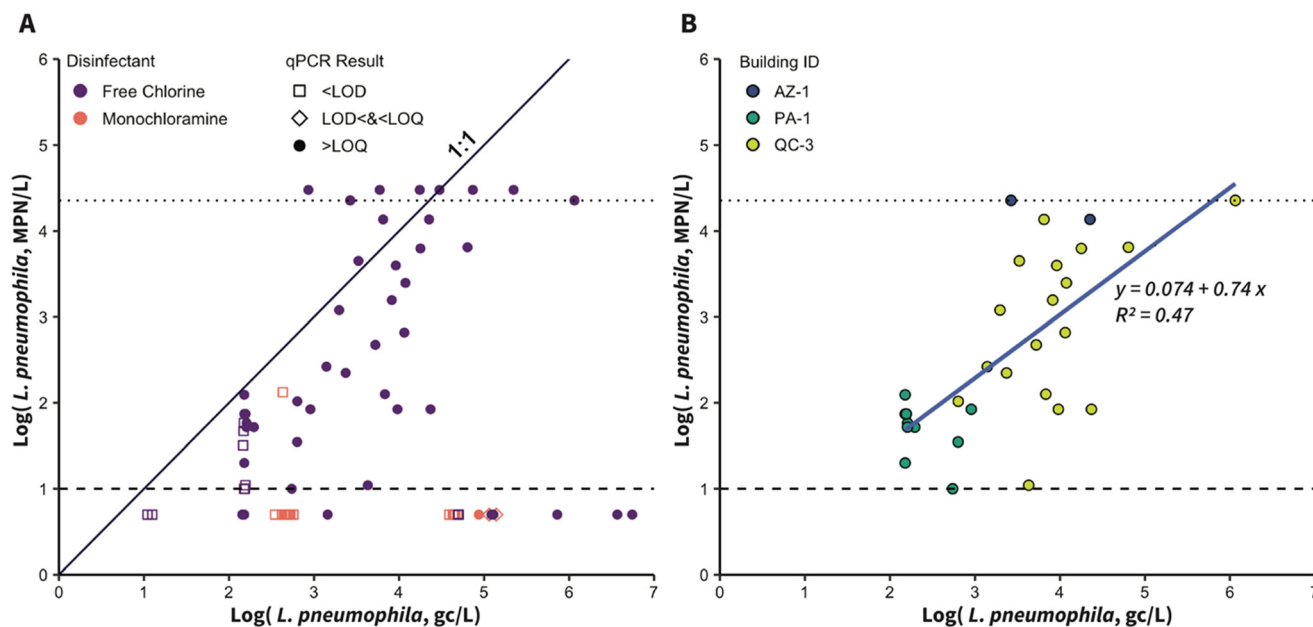 A
Disinfectant
Free Chlorine
Monochloramine
qPCR Result
<LOD
LOD<&<LOQ
>LOQ
1:1
6
5
4
3
2
1
0
0 1 2 3 4 5 6 7
Log( L. pneumophila, MPN/L)
Log( L. pneumophila, gc/L)
B
Building ID
AZ-1
PA-1
QC-3
y = 0.074 + 0.74 x
R² = 0.47
6
5
4
3
2
1
0
0 1 2 3 4 5 6 7
Log( L. pneumophila, MPN/L)
Log( L. pneumophila, gc/L)